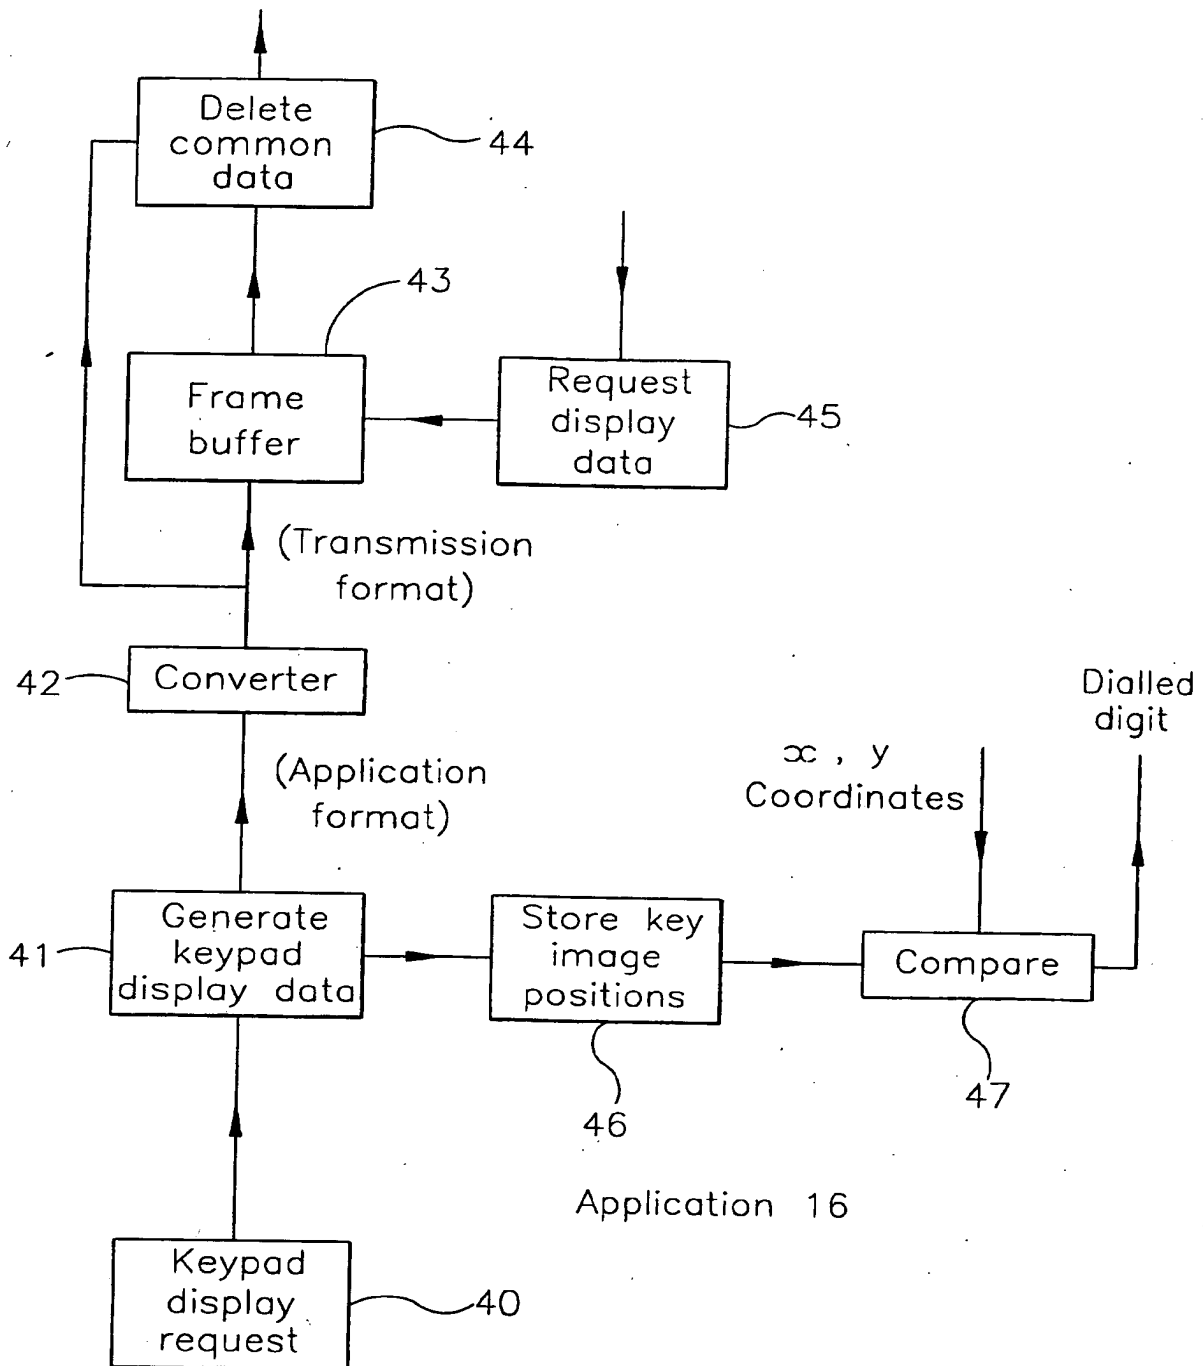 Delete
common
data
44
43
Frame
buffer
Request
display
data
45
(Transmission
format)
42
Converter
(Application
format)
Dialled
digit
x , y
Coordinates
41
Generate
keypad
display data
Store key
image
positions
Compare
46
47
Application 16
Keypad
display
request
40